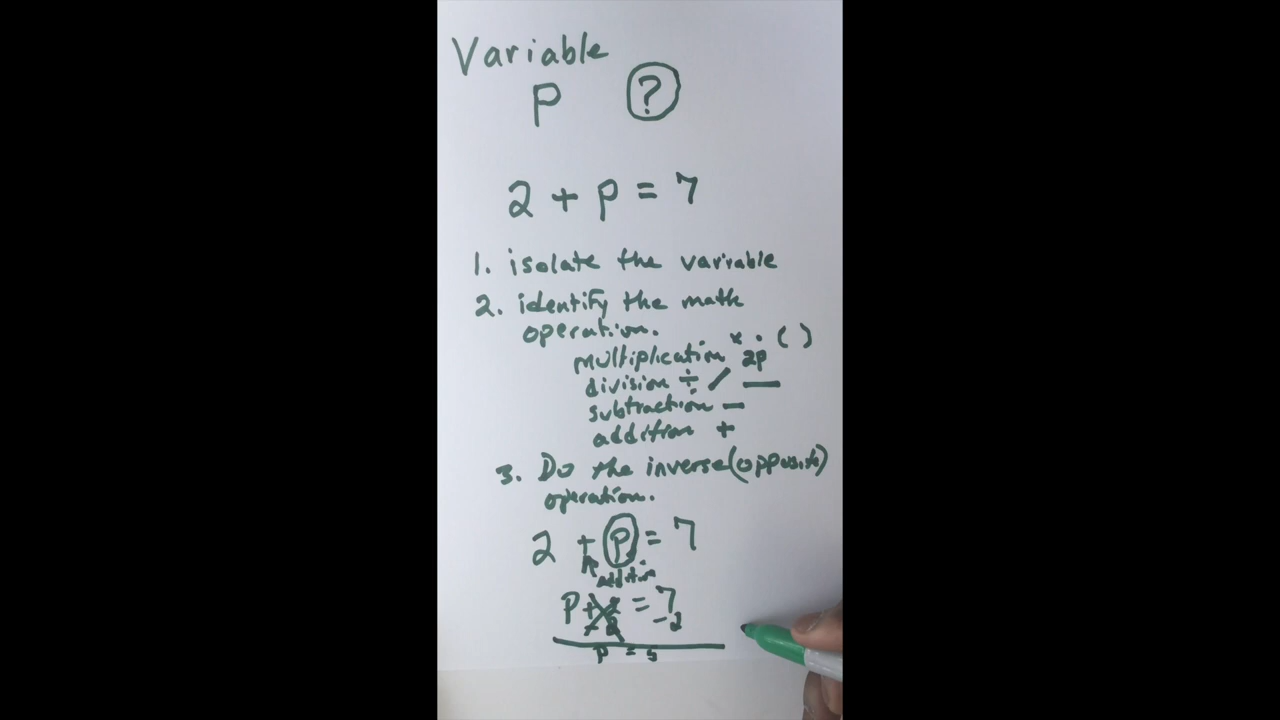 Variable
P ?
2 + p = 7
1. isolate the variable
2. identify the math
operation.
multiplication × · ( )
2p
division ÷ / —
subtraction −
addition +
3. Do the inverse (opposite)
operation.
2 + p = 7
addition
p + 2 = 7
- 2 - 2
p = 5